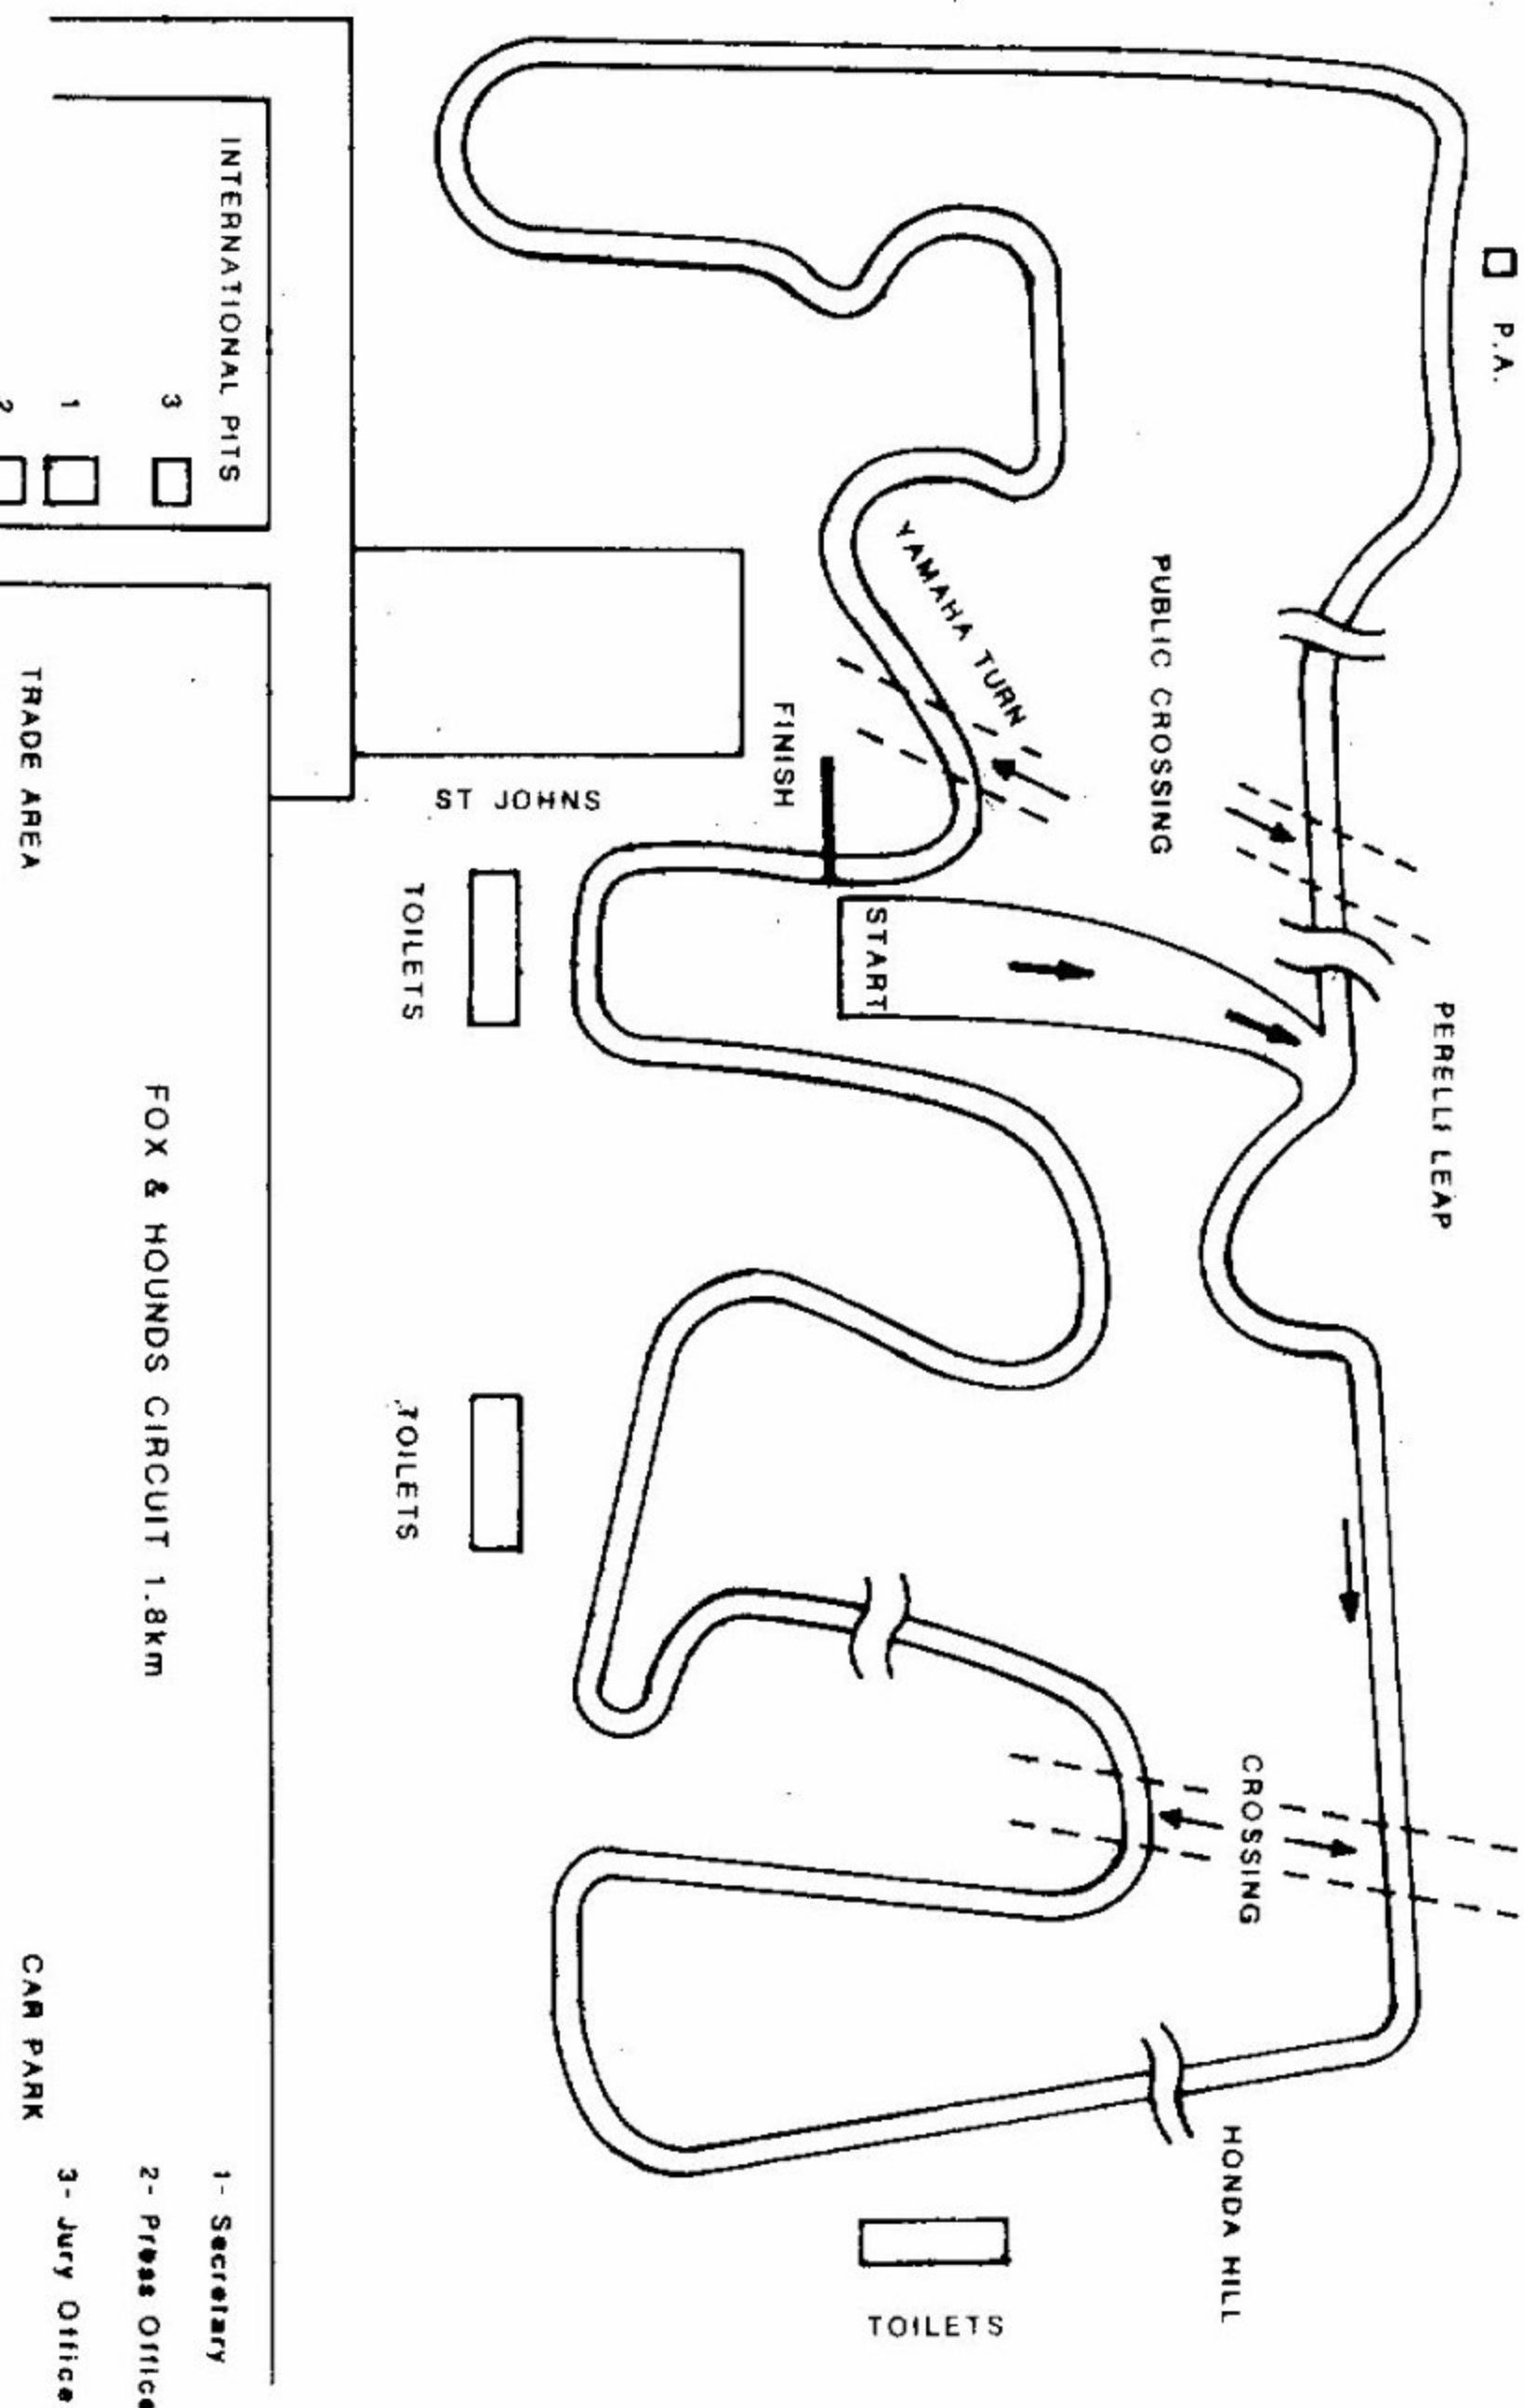 P.A.
PERELLI LEAP
HONDA HILL
PUBLIC CROSSING
CROSSING
YAMAHA TURN
START
FINISH
TOILETS
ST JOHNS
TOILETS
TOILETS
INTERNATIONAL PITS
3
1
2
FOX & HOUNDS CIRCUIT 1.8km
TRADE AREA
CAR PARK
1- Secretary
2- Press Office
3- Jury Office